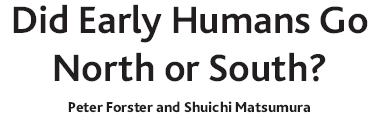 Did Early Humans Go
North or South?
Peter Forster and Shuichi Matsumura